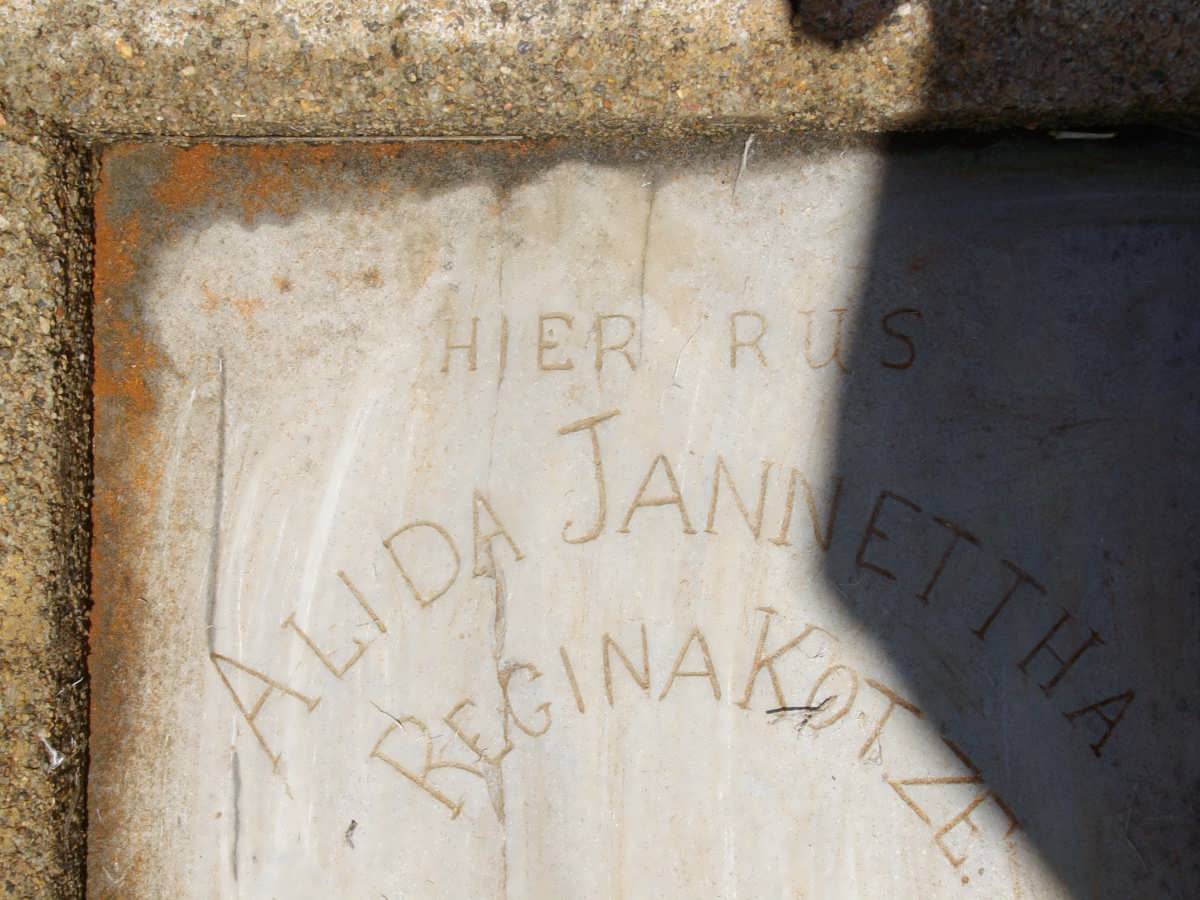 HIER RUS
ALIDA JANNETTHA
REGINA KOTZE.